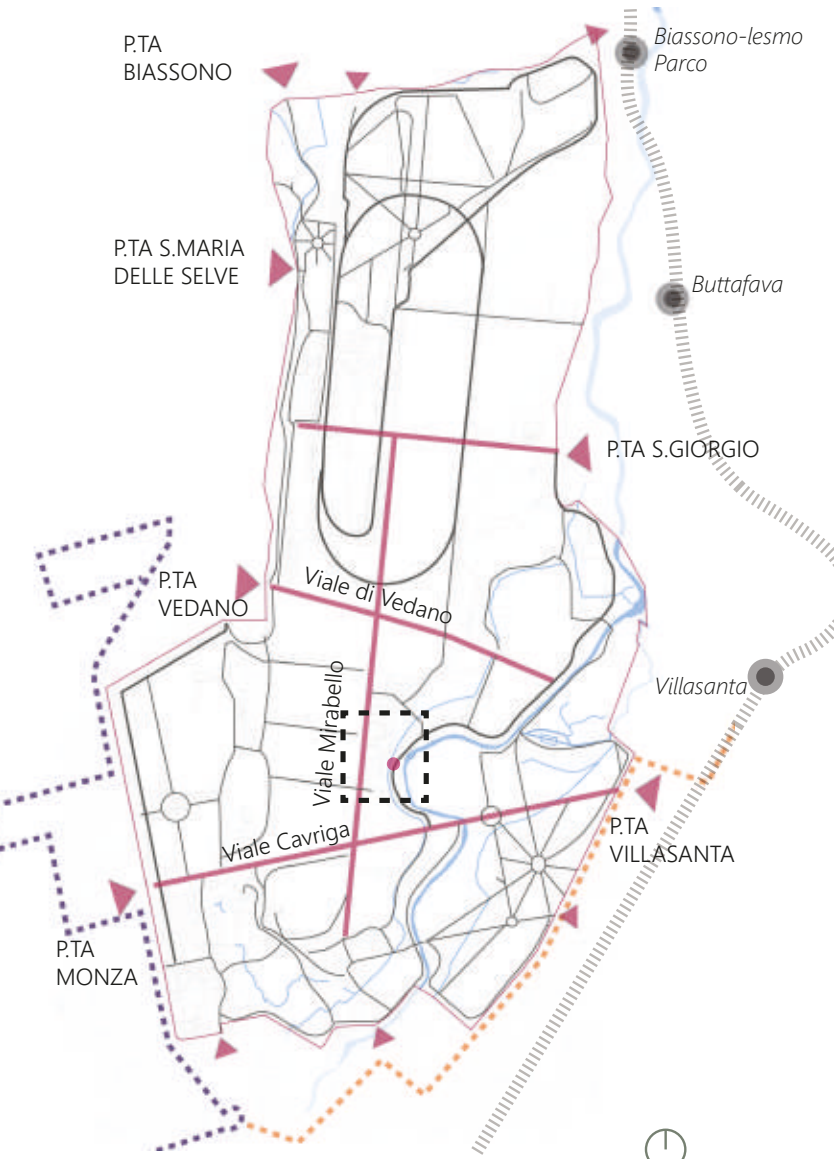 P.TA
BIASSONO
Biassono-lesmo
Parco
P.TA S.MARIA
DELLE SELVE
Buttafava
P.TA S.GIORGIO
P.TA
VEDANO
Viale di Vedano
Viale Mirabello
Villasanta
Viale Cavriga
P.TA
VILLASANTA
P.TA
MONZA